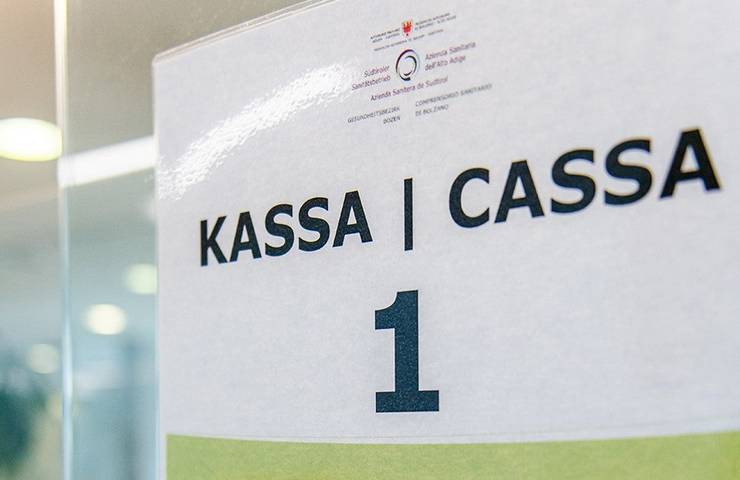 Südtiroler Sanitätsbetrieb
Azienda Sanitaria dell'Alto Adige
Azienda Sanitera de Sudtirol
GESUNDHEITSBEZIRK BOZEN
COMPRENSORIO SANITARIO DI BOLZANO
KASSA | CASSA
1